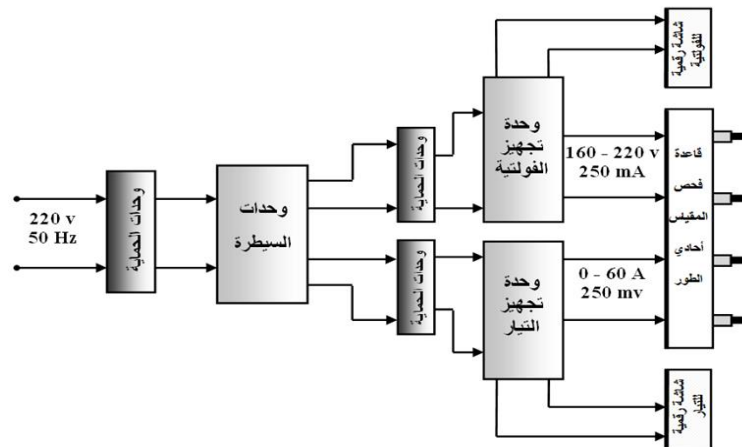 220 v
50 Hz
وحدات الحماية
وحدات
السيطرة
وحدات الحماية
وحدات الحماية
وحدة
تجهيز
الفولتية
وحدة
تجهيز
التيار
160 - 220 v
250 mA
0 - 60 A
250 mv
شاشة رقمية
للفولتية
قاعدة
فحص
المقياس
أحادي
الطور
شاشة رقمية
للتيار